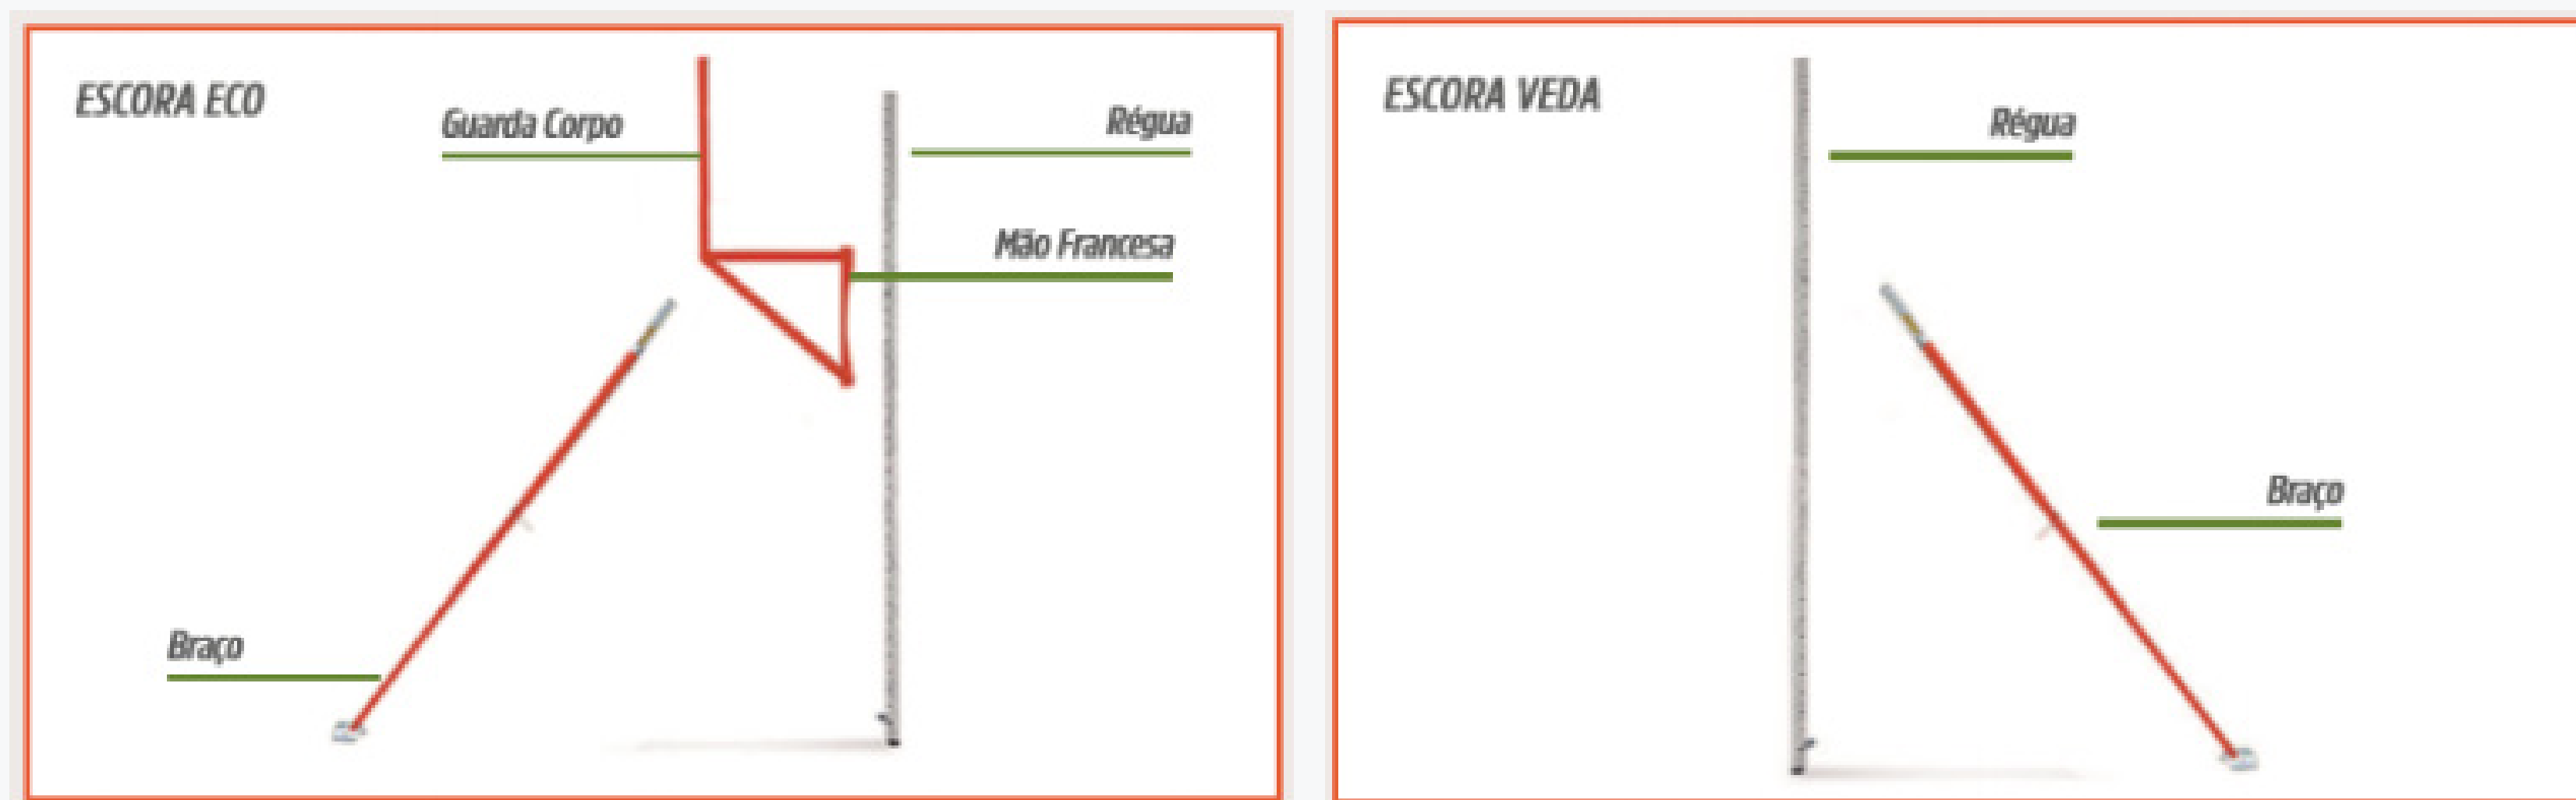 ESCORA ECO
Guarda Corpo
Régua
Mão Francesa
Braço
ESCORA VEDA
Régua
Braço